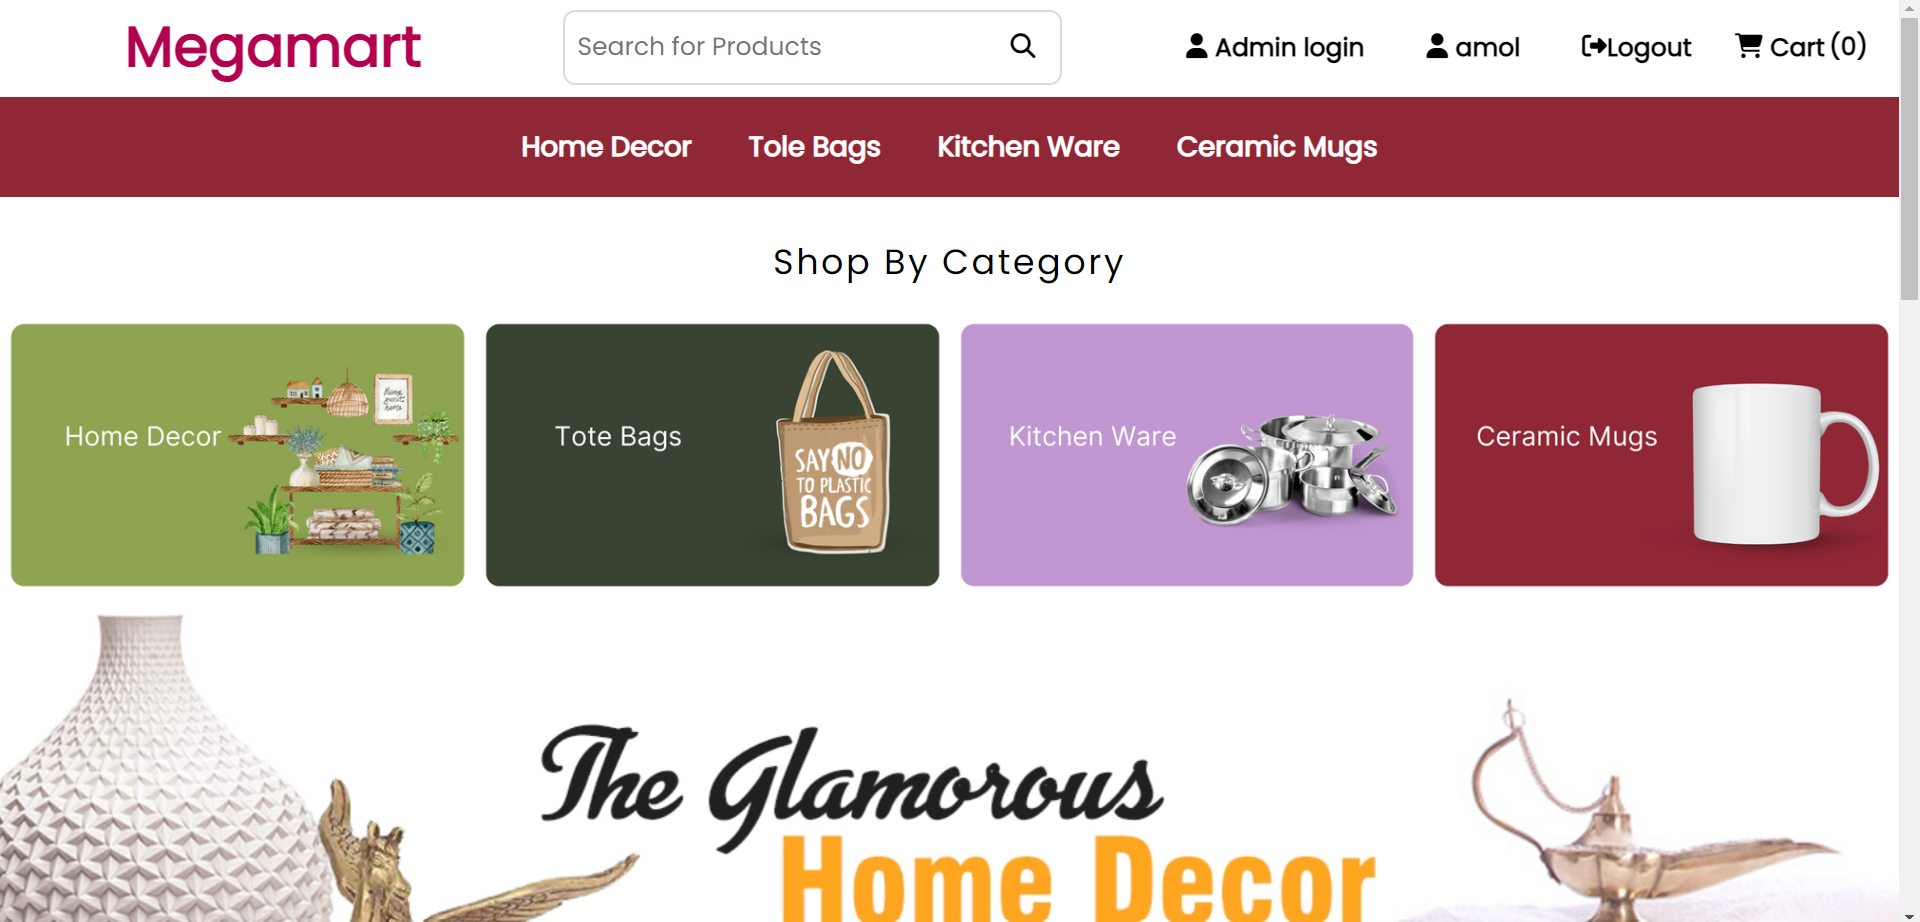 Megamart
Search for Products
Admin login
amol
Logout
Cart (0)
Home Decor
Tole Bags
Kitchen Ware
Ceramic Mugs
Shop By Category
Home Decor
Home
sweet
home
Tote Bags
SAY NO
TO PLASTIC
BAGS
Kitchen Ware
Ceramic Mugs
The Glamorous
Home Decor